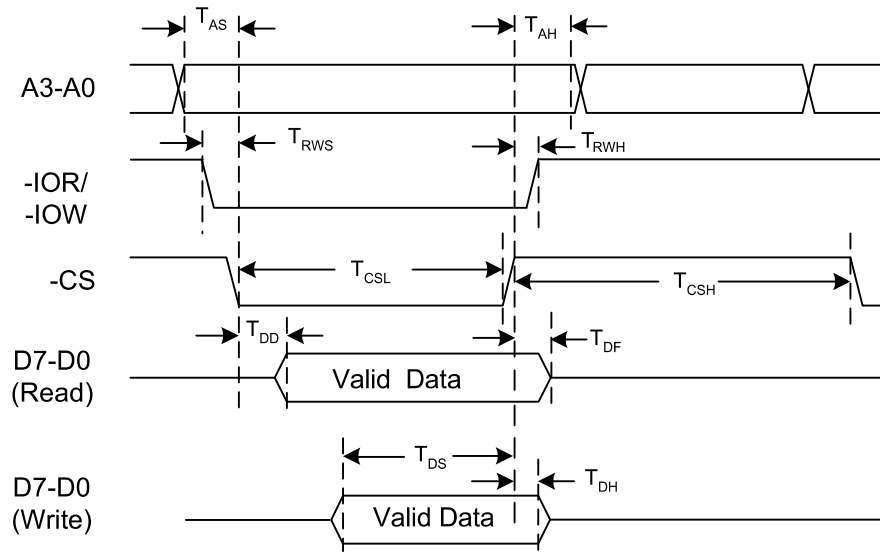 TAS
TAH
A3-A0
TRWS
TRWH
-IOR/
-IOW
-CS
TCSL
TCSH
TDD
TDF
D7-D0
(Read)
Valid Data
TDS
TDH
D7-D0
(Write)
Valid Data